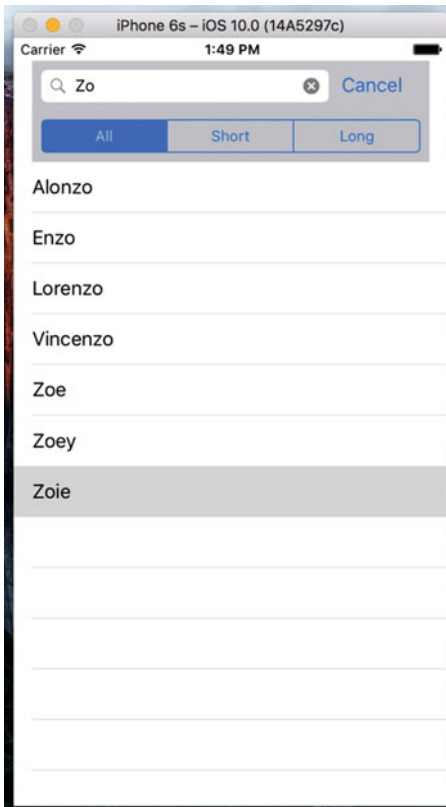 iPhone 6s – iOS 10.0 (14A5297c)
Carrier 1:49 PM
Zo Cancel
All Short Long
Alonzo
Enzo
Lorenzo
Vincenzo
Zoe
Zoey
Zoie